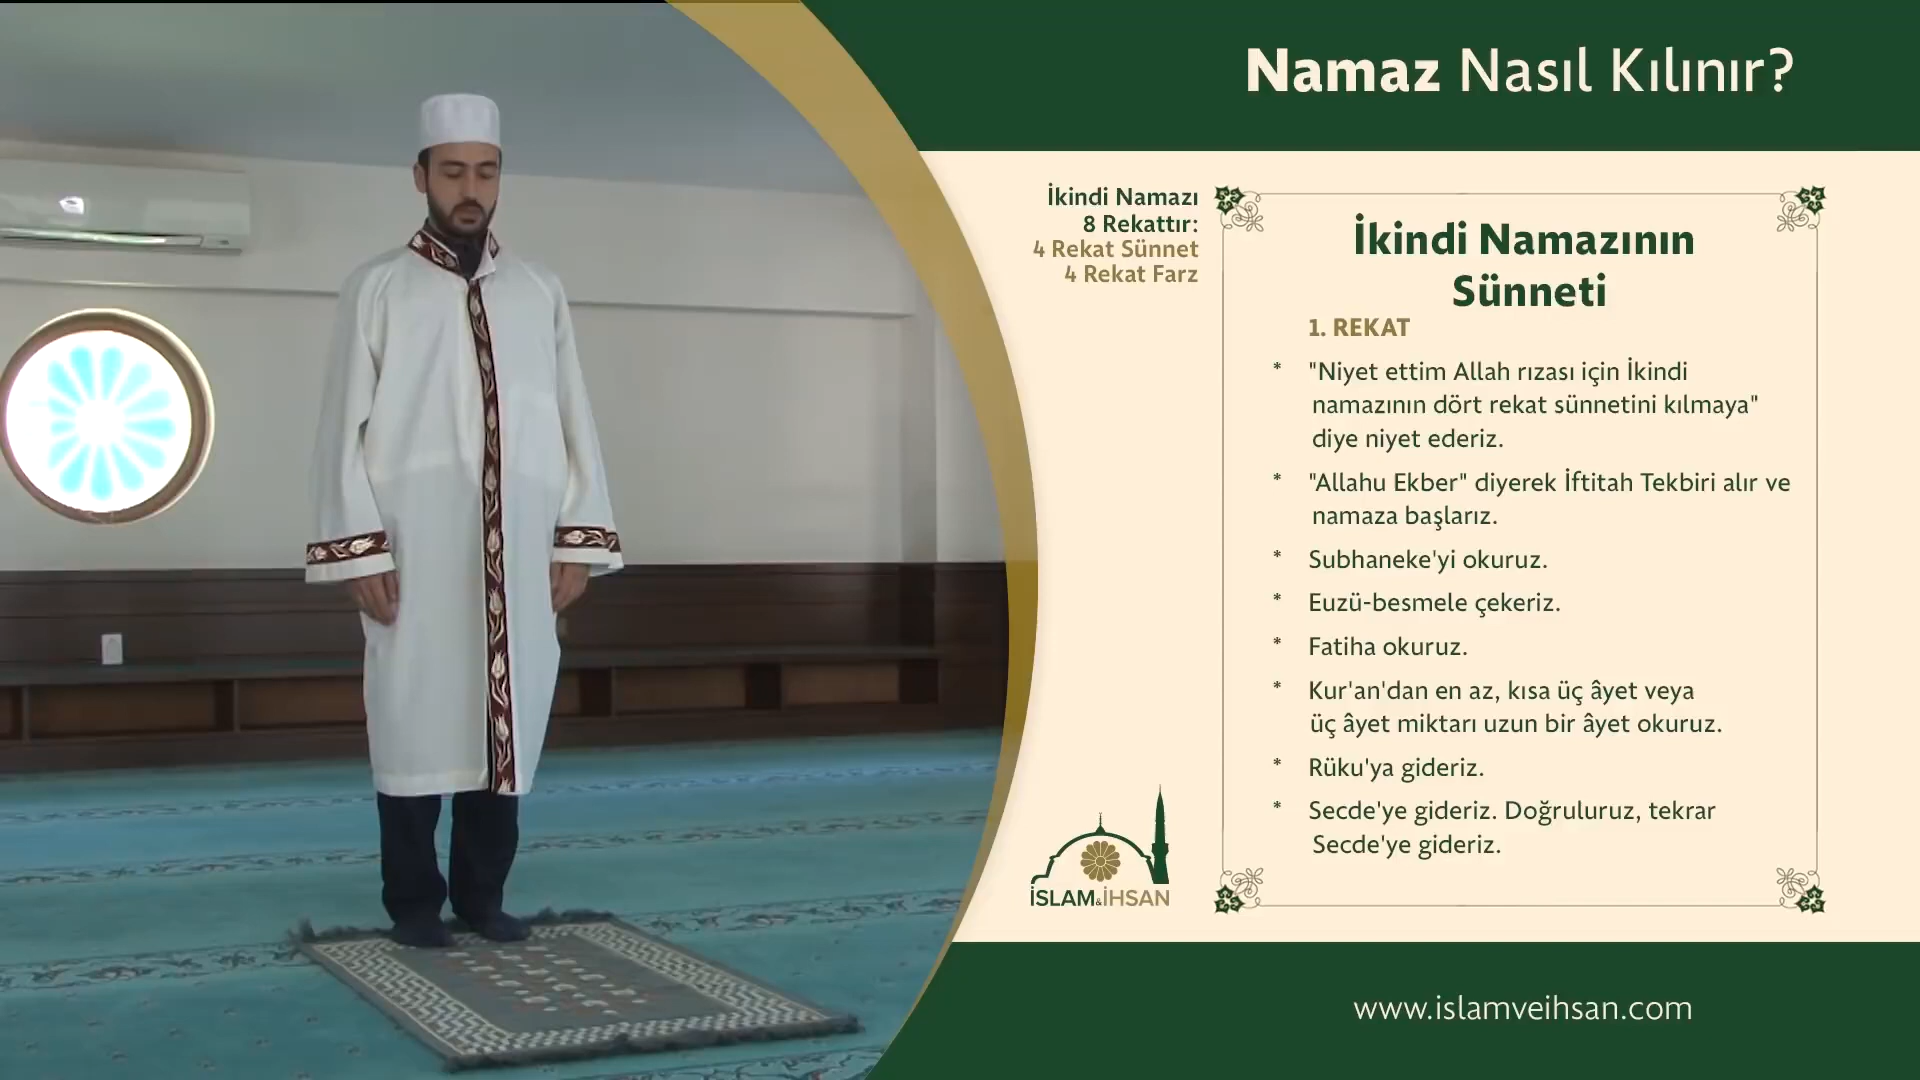 Namaz Nasıl Kılınır?
İkindi Namazı
8 Rekattır:
4 Rekat Sünnet
4 Rekat Farz
İkindi Namazının
Sünneti
1. REKAT
* "Niyet ettim Allah rızası için İkindi
namazının dört rekat sünnetini kılmaya"
diye niyet ederiz.
* "Allahu Ekber" diyerek İftitah Tekbiri alır ve
namaza başlarız.
* Subhaneke'yi okuruz.
* Euzü-besmele çekeriz.
* Fatiha okuruz.
* Kur'an'dan en az, kısa üç âyet veya
üç âyet miktarı uzun bir âyet okuruz.
* Rüku'ya gideriz.
* Secde'ye gideriz. Doğruluruz, tekrar
Secde'ye gideriz.
İSLAM&İHSAN
www.islamveihsan.com